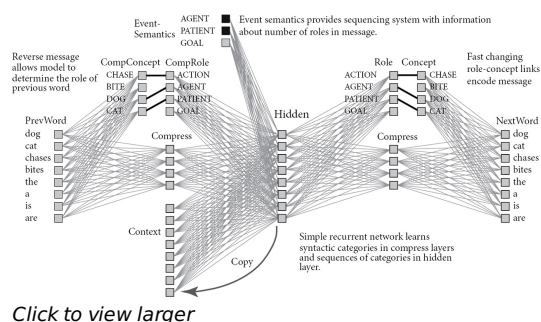 Event-
Semantics
AGENT
PATIENT
GOAL
Event semantics provides sequencing system with information
about number of roles in message.
Reverse message
allows model to
determine the role of
previous word
CompConcept CompRole
CHASE
BITE
DOG
CAT
ACTION
AGENT
PATIENT
GOAL
Role Concept
ACTION
AGENT
PATIENT
GOAL
CHASE
BITE
DOG
CAT
Fast changing
role-concept links
encode message
PrevWord
dog
cat
chases
bites
the
a
is
are
Compress
Hidden
Compress
NextWord
dog
cat
chases
bites
the
a
is
are
Context
Copy
Simple recurrent network learns
syntactic categories in compress layers
and sequences of categories in hidden
layer.
Click to view larger